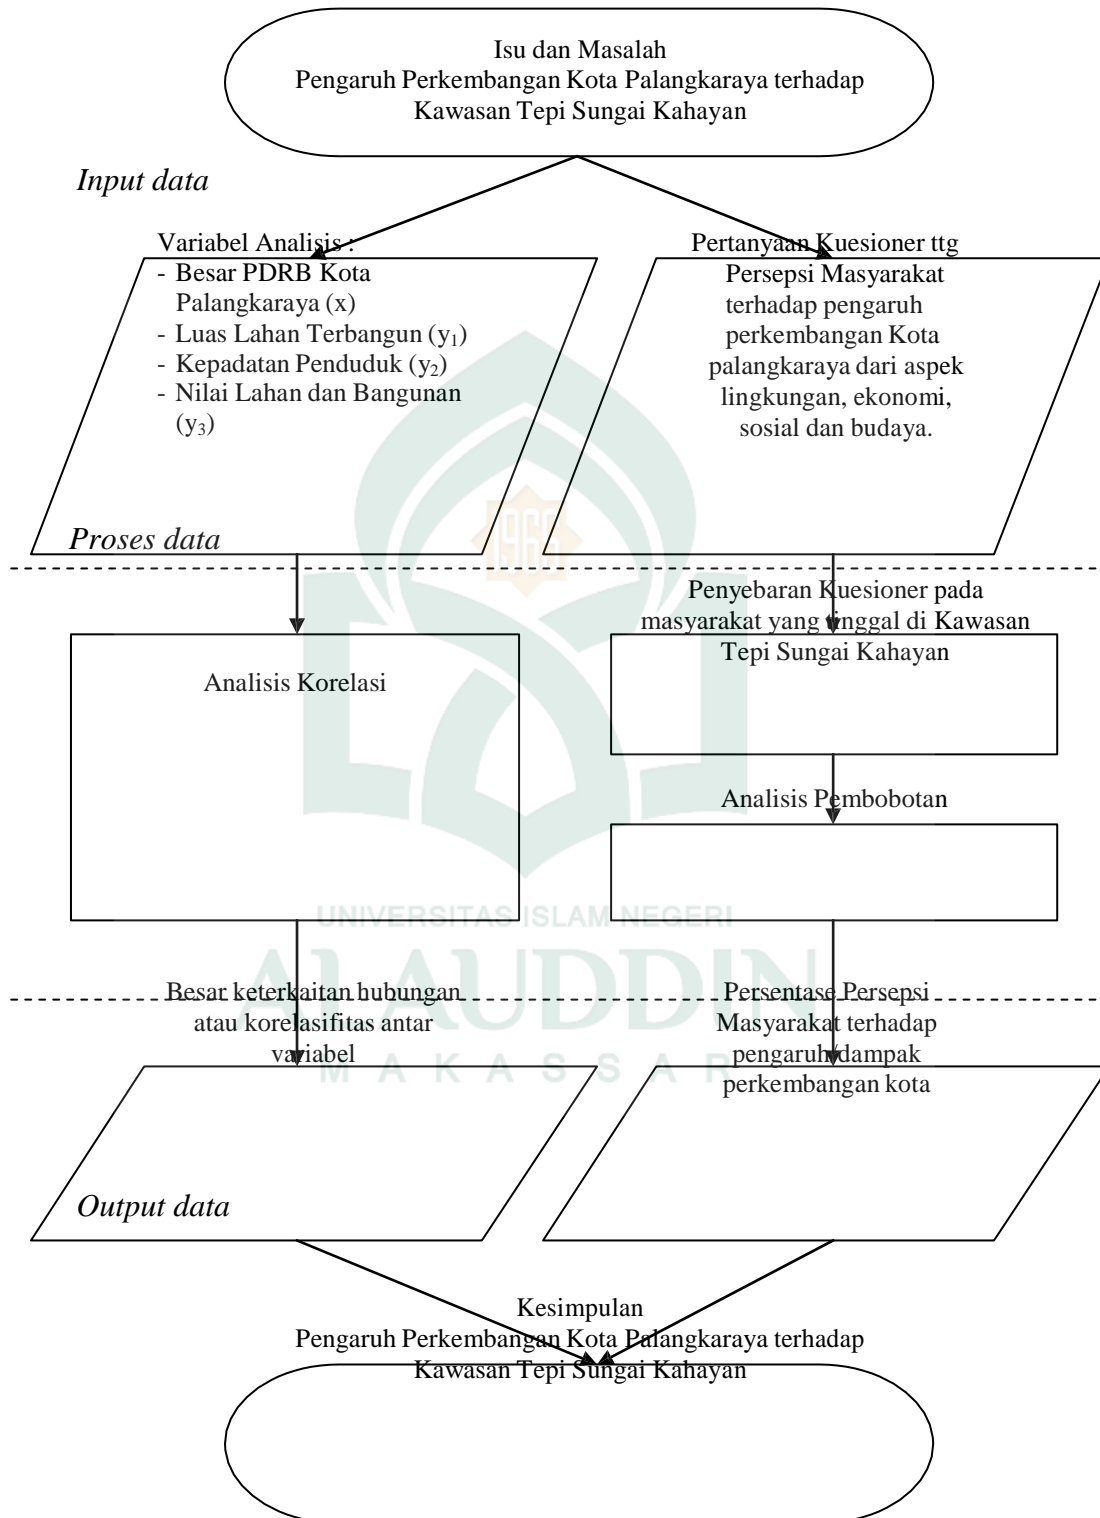 Isu dan Masalah
Pengaruh Perkembangan Kota Palangkaraya terhadap
Kawasan Tepi Sungai Kahayan
Input data
Variabel Analisis :
- Besar PDRB Kota
Palangkaraya (x)
- Luas Lahan Terbangun (y₁)
- Kepadatan Penduduk (y₂)
- Nilai Lahan dan Bangunan
(y₃)
Pertanyaan Kuesioner ttg
Persepsi Masyarakat
terhadap pengaruh
perkembangan Kota
palangkaraya dari aspek
lingkungan, ekonomi,
sosial dan budaya.
1965
Proses data
Penyebaran Kuesioner pada
masyarakat yang tinggal di Kawasan
Tepi Sungai Kahayan
Analisis Korelasi
Analisis Pembobotan
UNIVERSITAS ISLAM NEGERI
ALAUDDIN
MAKASSAR
Besar keterkaitan hubungan
atau korelasifitas antar
variabel
Persentase Persepsi
Masyarakat terhadap
pengaruh/dampak
perkembangan kota
Output data
Kesimpulan
Pengaruh Perkembangan Kota Palangkaraya terhadap
Kawasan Tepi Sungai Kahayan